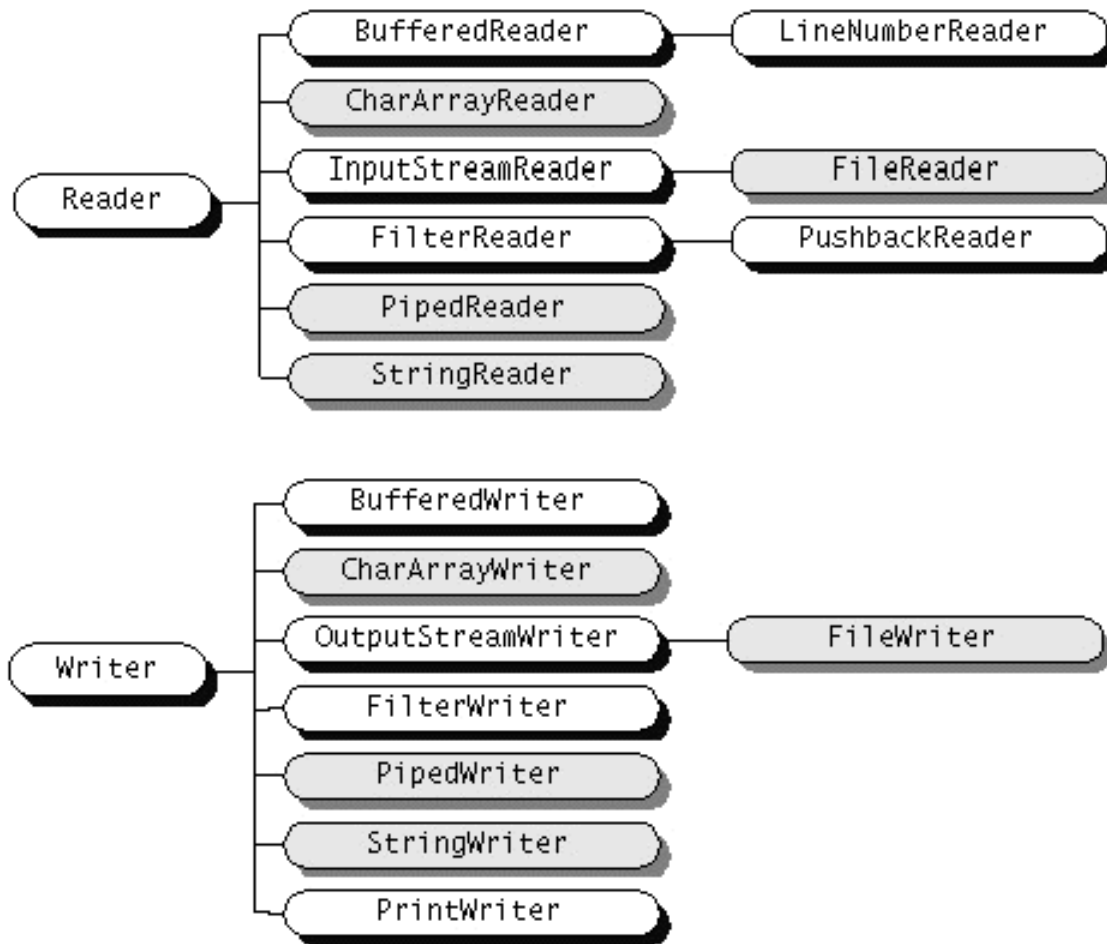 BufferedReader
LineNumberReader
CharArrayReader
InputStreamReader
FileReader
Reader
FilterReader
PushbackReader
PipedReader
StringReader
BufferedWriter
CharArrayWriter
OutputStreamWriter
FileWriter
Writer
FilterWriter
PipedWriter
StringWriter
PrintWriter